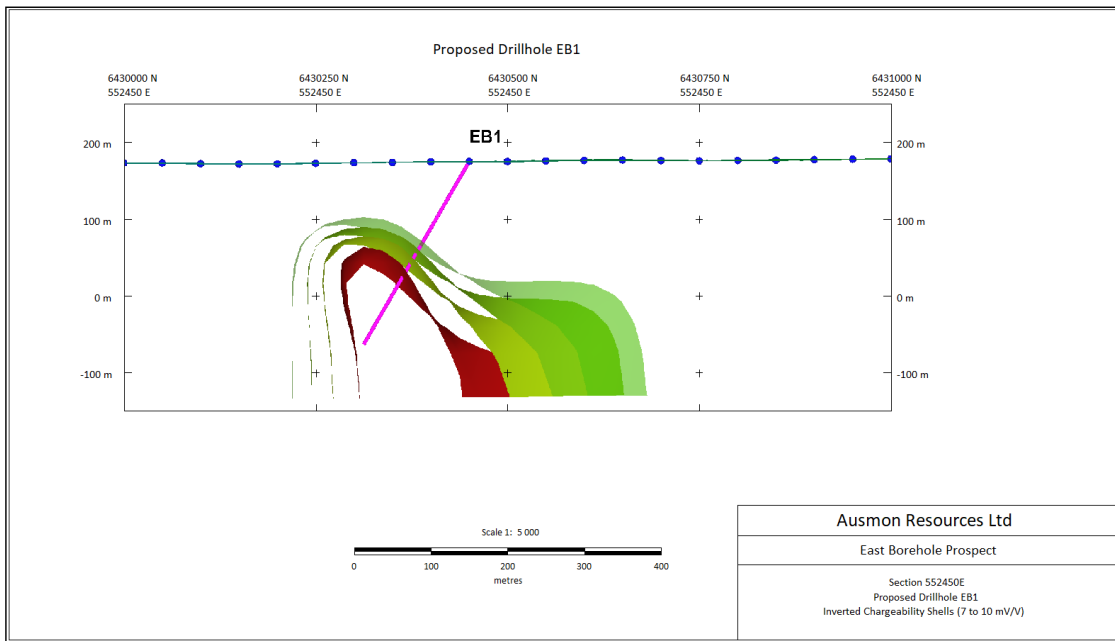 Proposed Drillhole EB1
6430000 N
552450 E
6430250 N
552450 E
6430500 N
552450 E
6430750 N
552450 E
6431000 N
552450 E
EB1
200 m
200 m
100 m
100 m
0 m
0 m
-100 m
-100 m
Scale 1: 5 000
0 100 200 300 400
metres
Ausmon Resources Ltd
East Borehole Prospect
Section 552450E
Proposed Drillhole EB1
Inverted Chargeability Shells (7 to 10 mV/V)